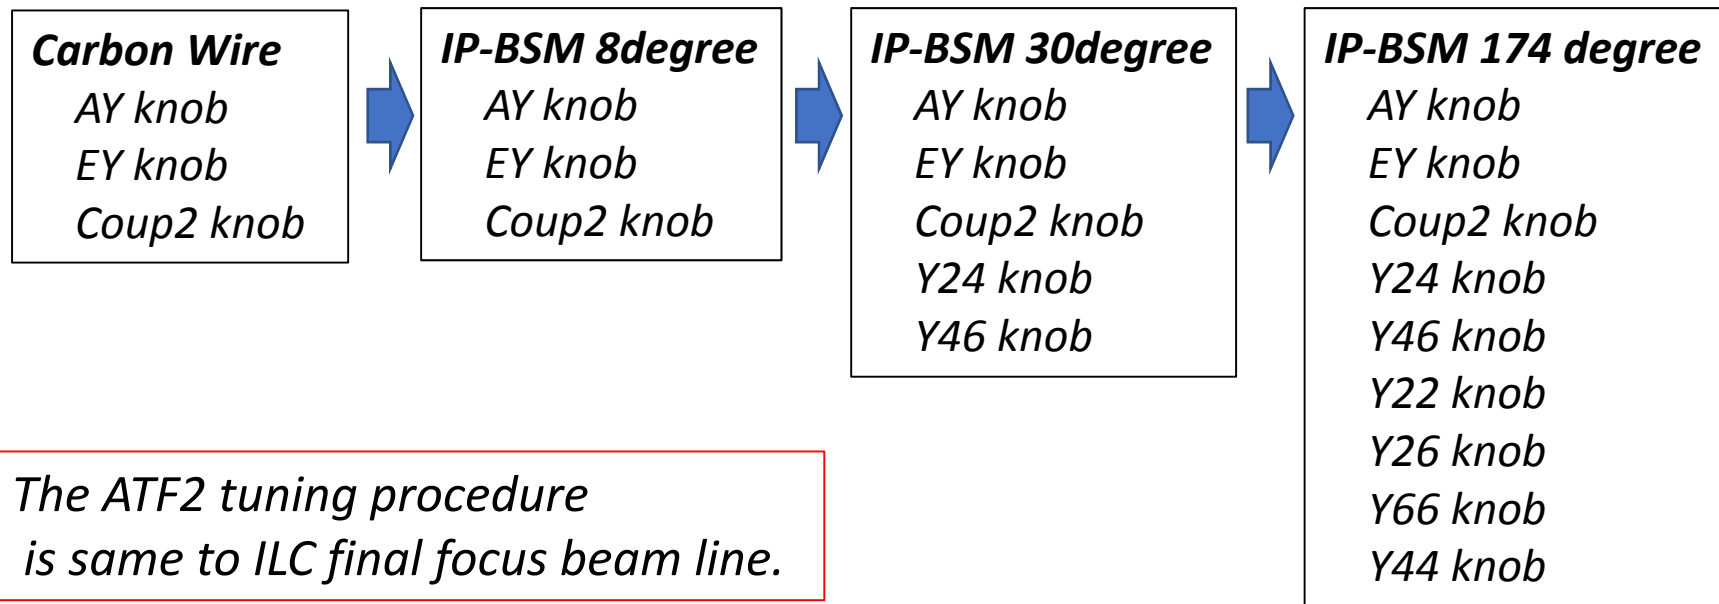 Carbon Wire
AY knob
EY knob
Coup2 knob
IP-BSM 8degree
AY knob
EY knob
Coup2 knob
IP-BSM 30degree
AY knob
EY knob
Coup2 knob
Y24 knob
Y46 knob
IP-BSM 174 degree
AY knob
EY knob
Coup2 knob
Y24 knob
Y46 knob
Y22 knob
Y26 knob
Y66 knob
Y44 knob
The ATF2 tuning procedure
is same to ILC final focus beam line.